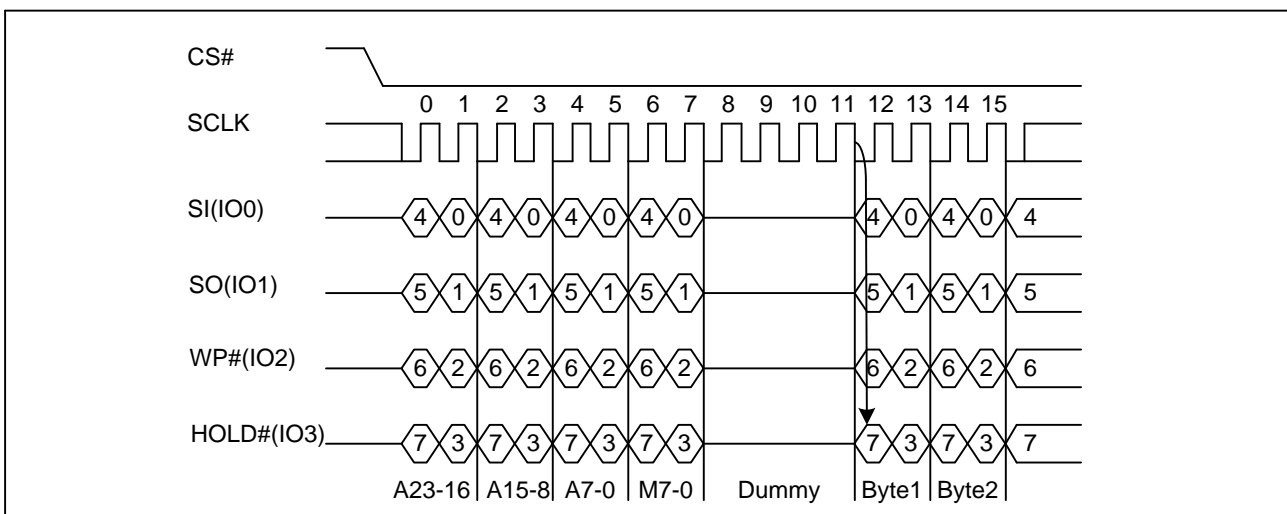 CS#
0 1 2 3 4 5 6 7 8 9 10 11 12 13 14 15
SCLK
SI(IO0) 4 0 4 0 4 0 4 0 4 0 4 0 4
SO(IO1) 5 1 5 1 5 1 5 1 5 1 5 1 5
WP#(IO2) 6 2 6 2 6 2 6 2 6 2 6 2 6
HOLD#(IO3) 7 3 7 3 7 3 7 3 7 3 7 3 7
A23-16 A15-8 A7-0 M7-0 Dummy Byte1 Byte2